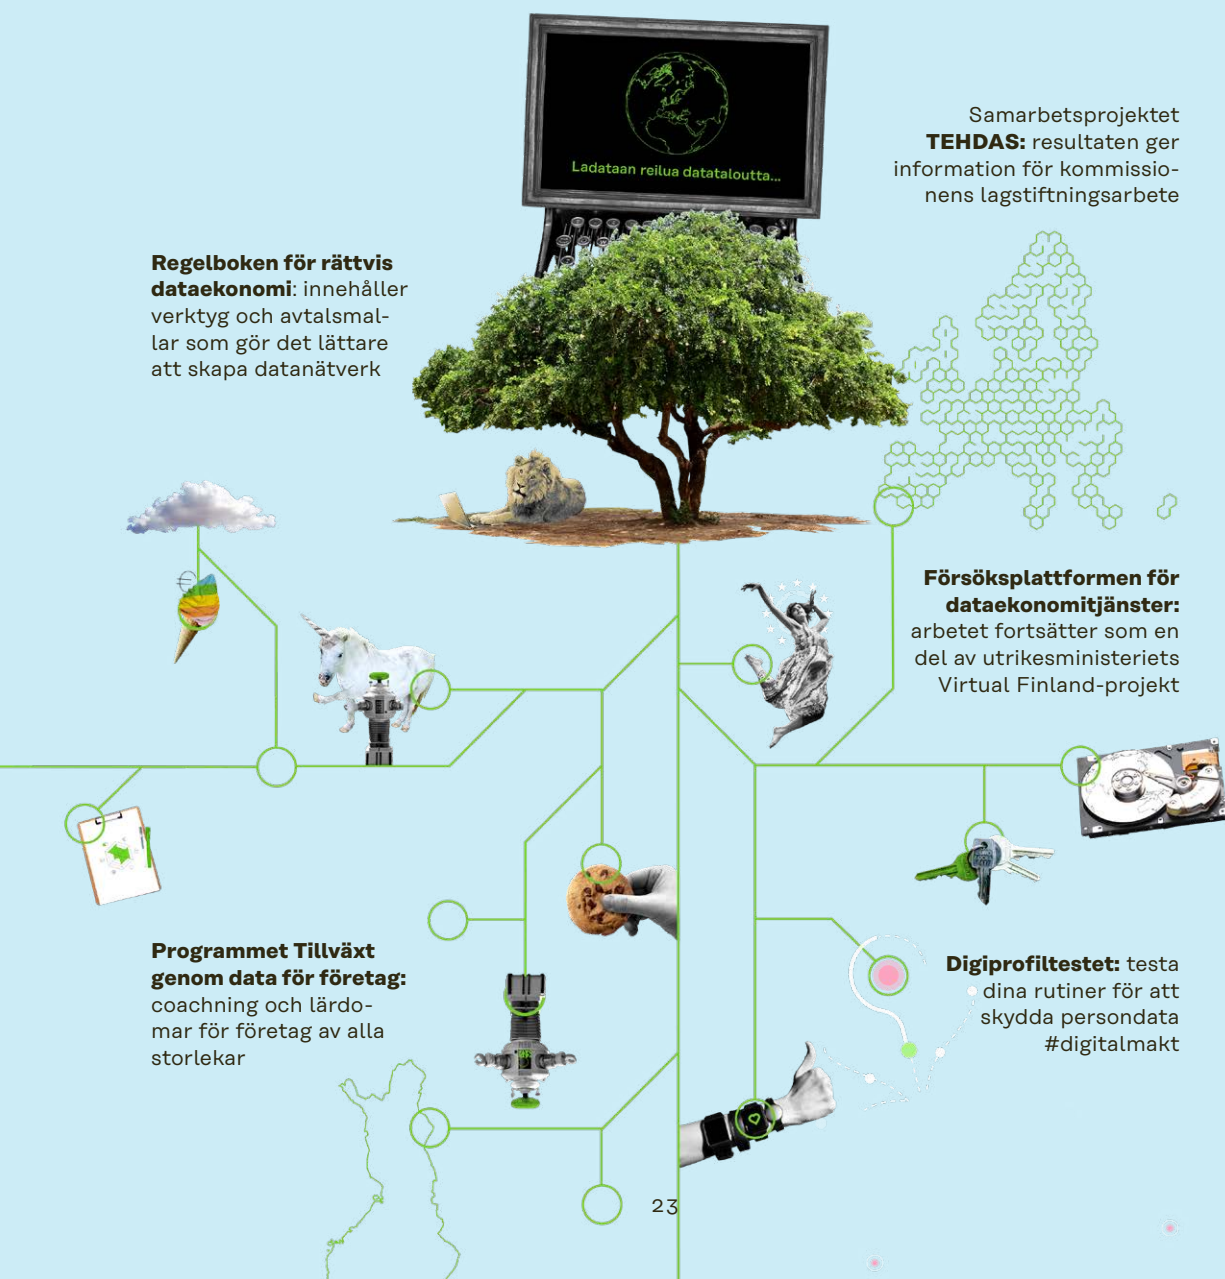 Ladataan reilua datataloutta...
Samarbetsprojektet
TEHDAS: resultaten ger
information för kommissio-
nens lagstiftningsarbete
Regelboken för rättvis
dataekonomi: innehåller
verktyg och avtalsmal-
lar som gör det lättare
att skapa datanätverk
€
Försöksplattformen för
dataekonomitjänster:
arbetet fortsätter som en
del av utrikesministeriets
Virtual Finland-projekt
Programmet Tillväxt
genom data för företag:
coachning och lärdo-
mar för företag av alla
storlekar
Digiprofiltestet: testa
dina rutiner för att
skydda persondata
#digitalmakt
23